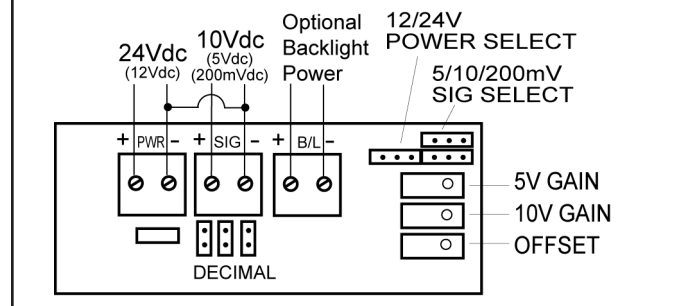 24Vdc
(12Vdc)
10Vdc
(5Vdc)
(200mVdc)
Optional
Backlight
Power
12/24V
POWER SELECT
5/10/200mV
SIG SELECT
+ PWR - + SIG - + B/L -
5V GAIN
10V GAIN
OFFSET
DECIMAL